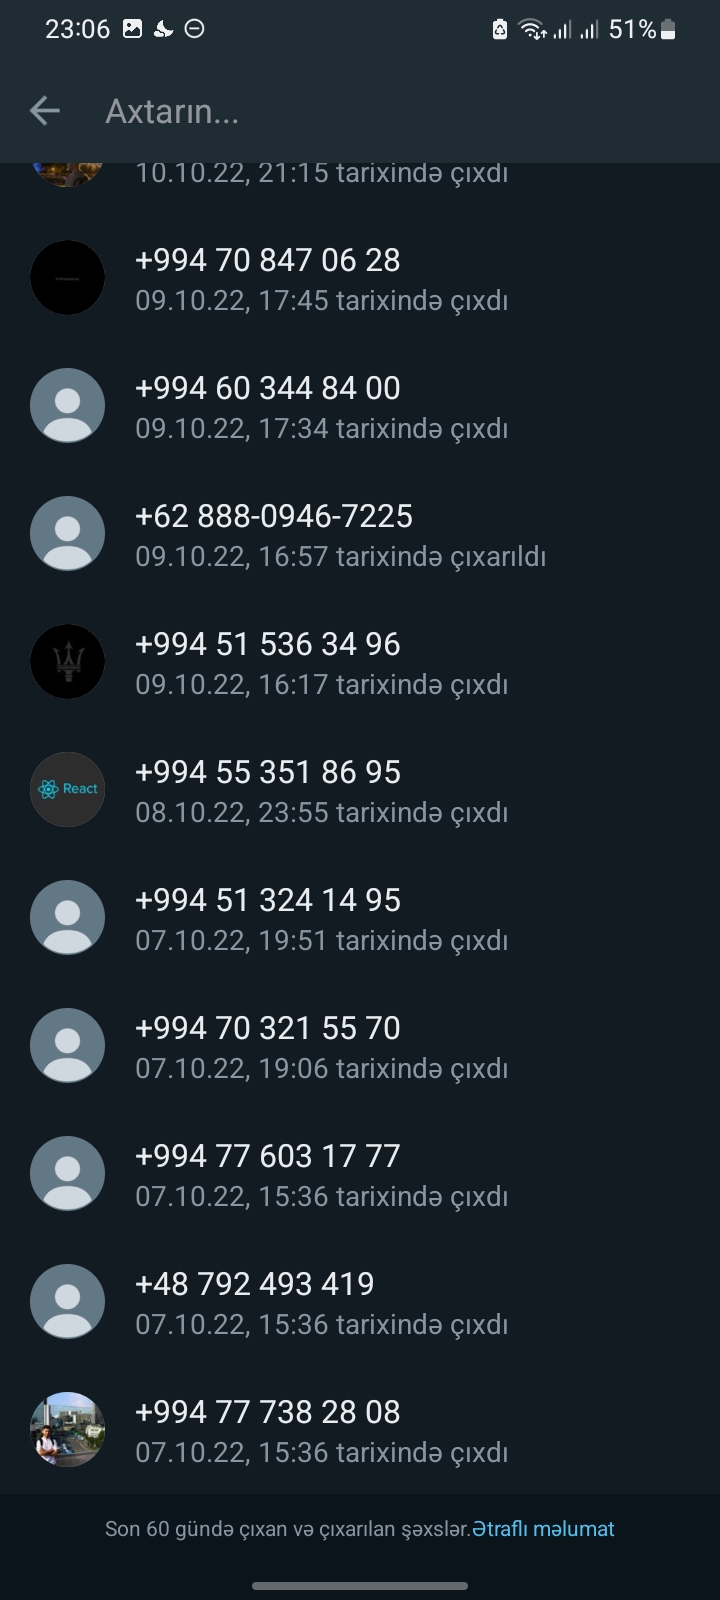 23:06
51%
Axtarın...
10.10.22, 21:15 tarixində çıxdı
+994 70 847 06 28
09.10.22, 17:45 tarixində çıxdı
+994 60 344 84 00
09.10.22, 17:34 tarixində çıxdı
+62 888-0946-7225
09.10.22, 16:57 tarixində çıxarıldı
+994 51 536 34 96
09.10.22, 16:17 tarixində çıxdı
React
+994 55 351 86 95
08.10.22, 23:55 tarixində çıxdı
+994 51 324 14 95
07.10.22, 19:51 tarixində çıxdı
+994 70 321 55 70
07.10.22, 19:06 tarixində çıxdı
+994 77 603 17 77
07.10.22, 15:36 tarixində çıxdı
+48 792 493 419
07.10.22, 15:36 tarixində çıxdı
+994 77 738 28 08
07.10.22, 15:36 tarixində çıxdı
Son 60 gündə çıxan və çıxarılan şəxslər.Ətraflı məlumat